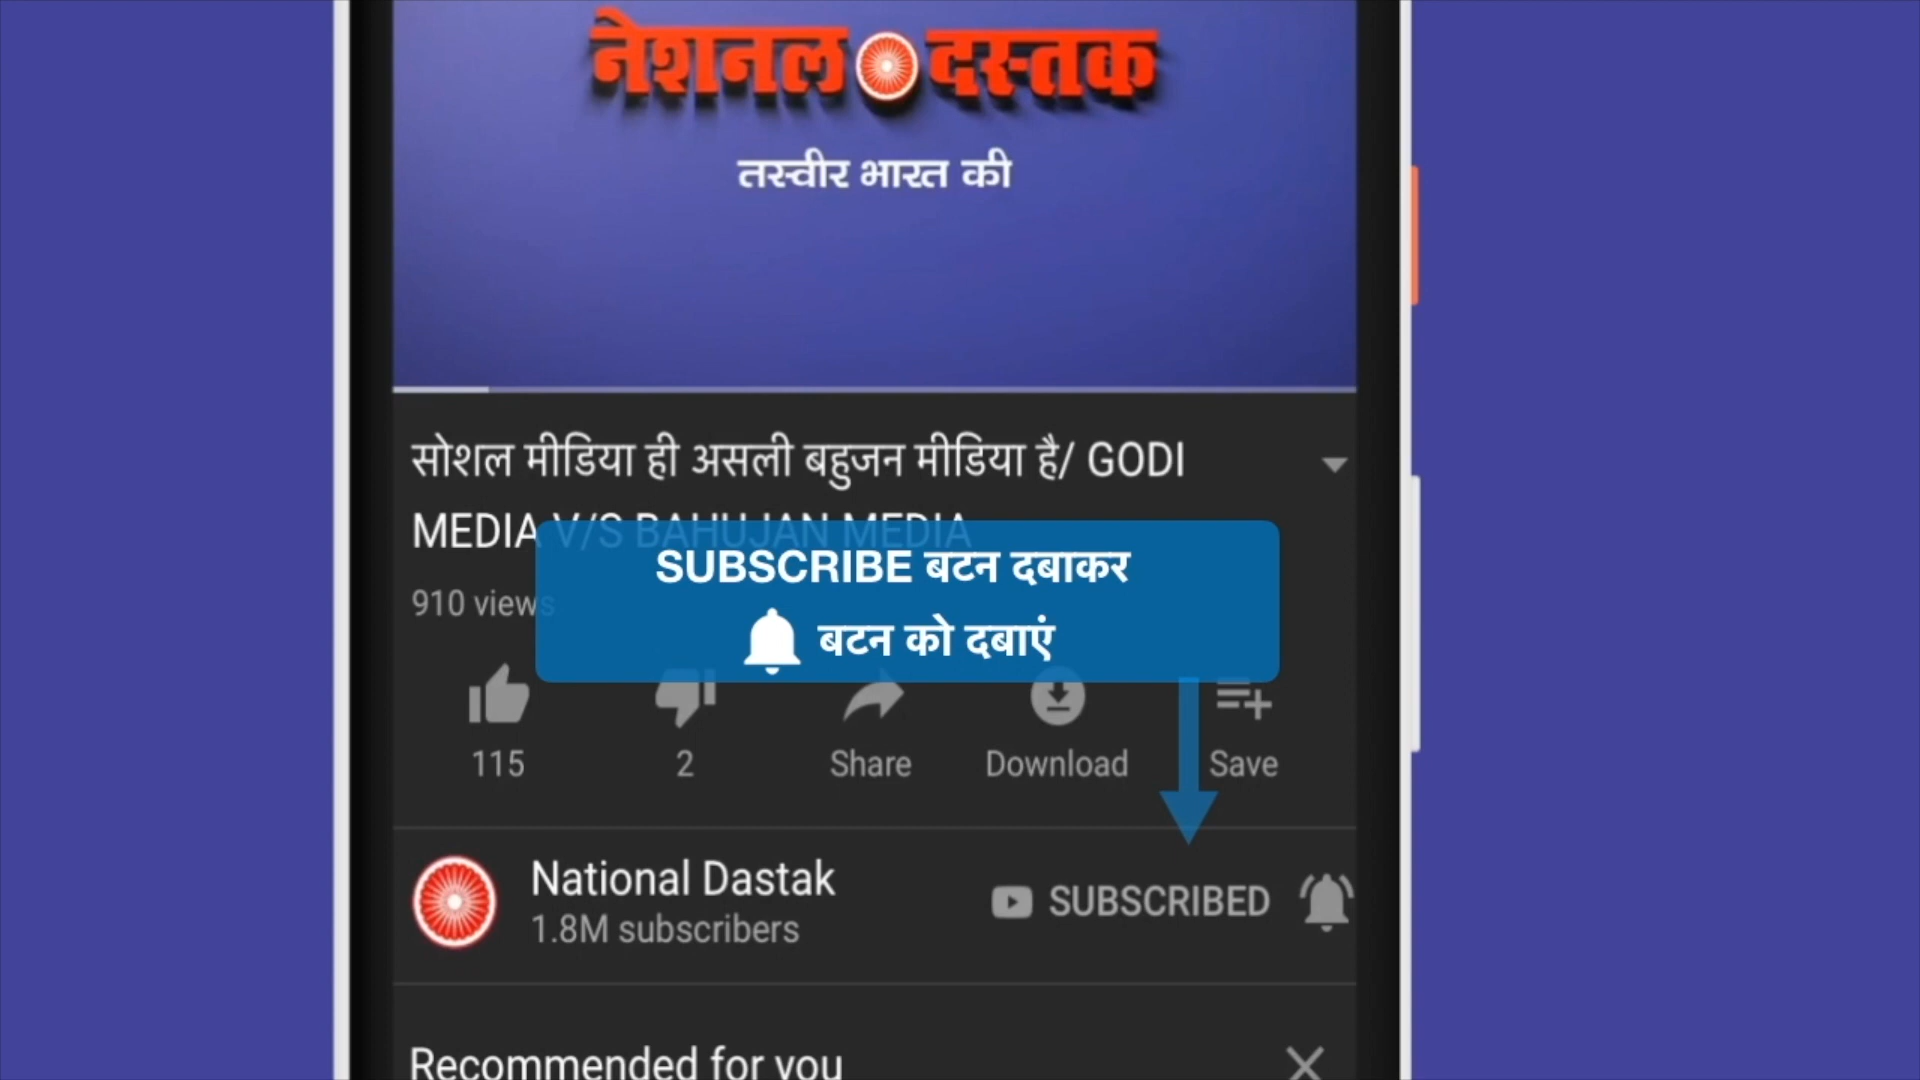 नेशनल दस्तक
तस्वीर भारत की
सोशल मीडिया ही असली बहुजन मीडिया है/ GODI
MEDIA V/S BAHUJAN MEDIA
SUBSCRIBE बटन दबाकर
बटन को दबाएं
910 views
115
2
Share
Download
Save
National Dastak
1.8M subscribers
SUBSCRIBED
Recommended for you